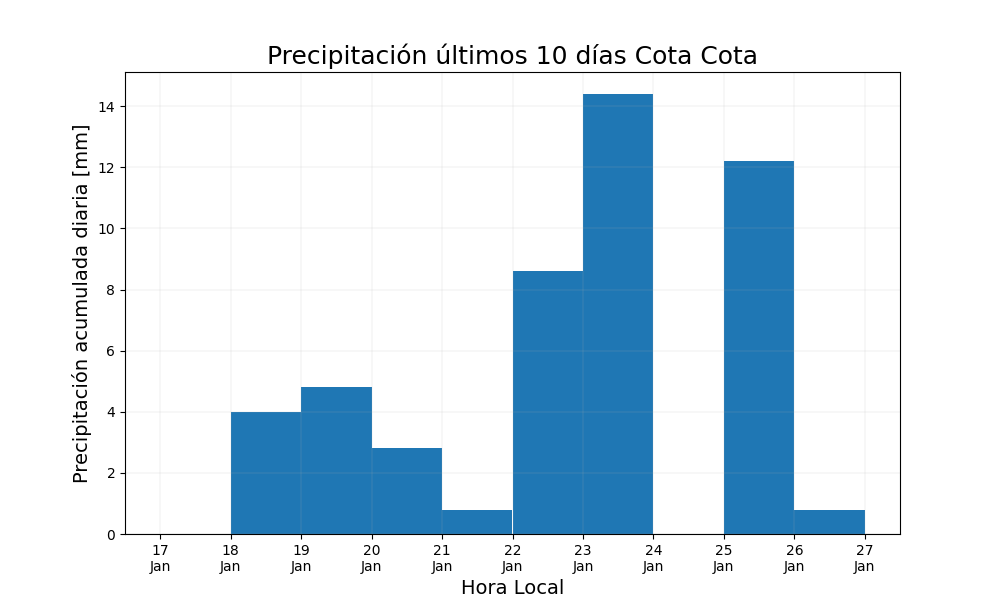 Precipitación últimos 10 días Cota Cota
Precipitación acumulada diaria [mm]
14
12
10
8
6
4
2
0
17 18 19 20 21 22 23 24 25 26 27
Jan Jan Jan Jan Jan Jan Jan Jan Jan Jan Jan
Hora Local